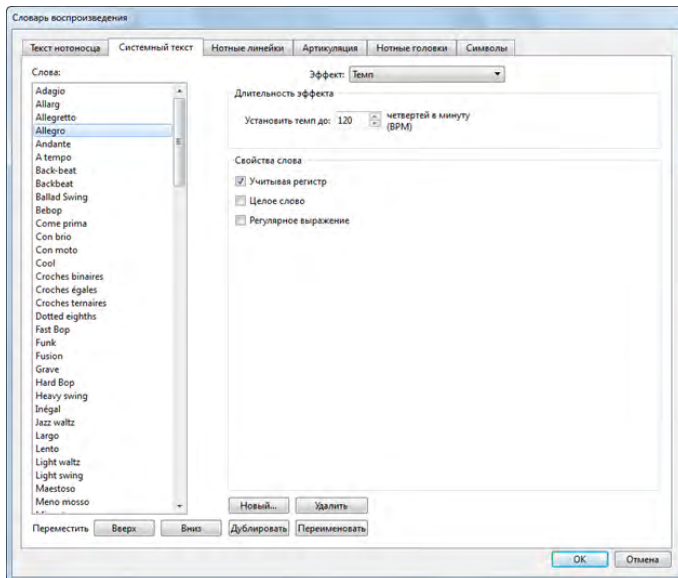 Словарь воспроизведения
Текст нотоносца Системный текст Нотные линейки Артикуляция Нотные головки Символы
Слова:
Эффект: Темп
Adagio
Allarg
Allegretto
Allegro
Andante
A tempo
Back-beat
Backbeat
Ballad Swing
Bebop
Come prima
Con brio
Con moto
Cool
Croches binaires
Croches égales
Croches ternaires
Dotted eighths
Fast Bop
Funk
Fusion
Grave
Hard Bop
Heavy swing
Inégal
Jazz waltz
Largo
Lento
Light waltz
Light swing
Maestoso
Meno mosso
Длительность эффекта
Установить темп до: 120 четвертей в минуту
(BPM)
Свойства слова
Учитывая регистр
Целое слово
Регулярное выражение
Новый... Удалить
Переместить Вверх Вниз Дублировать Переименовать
OK Отмена